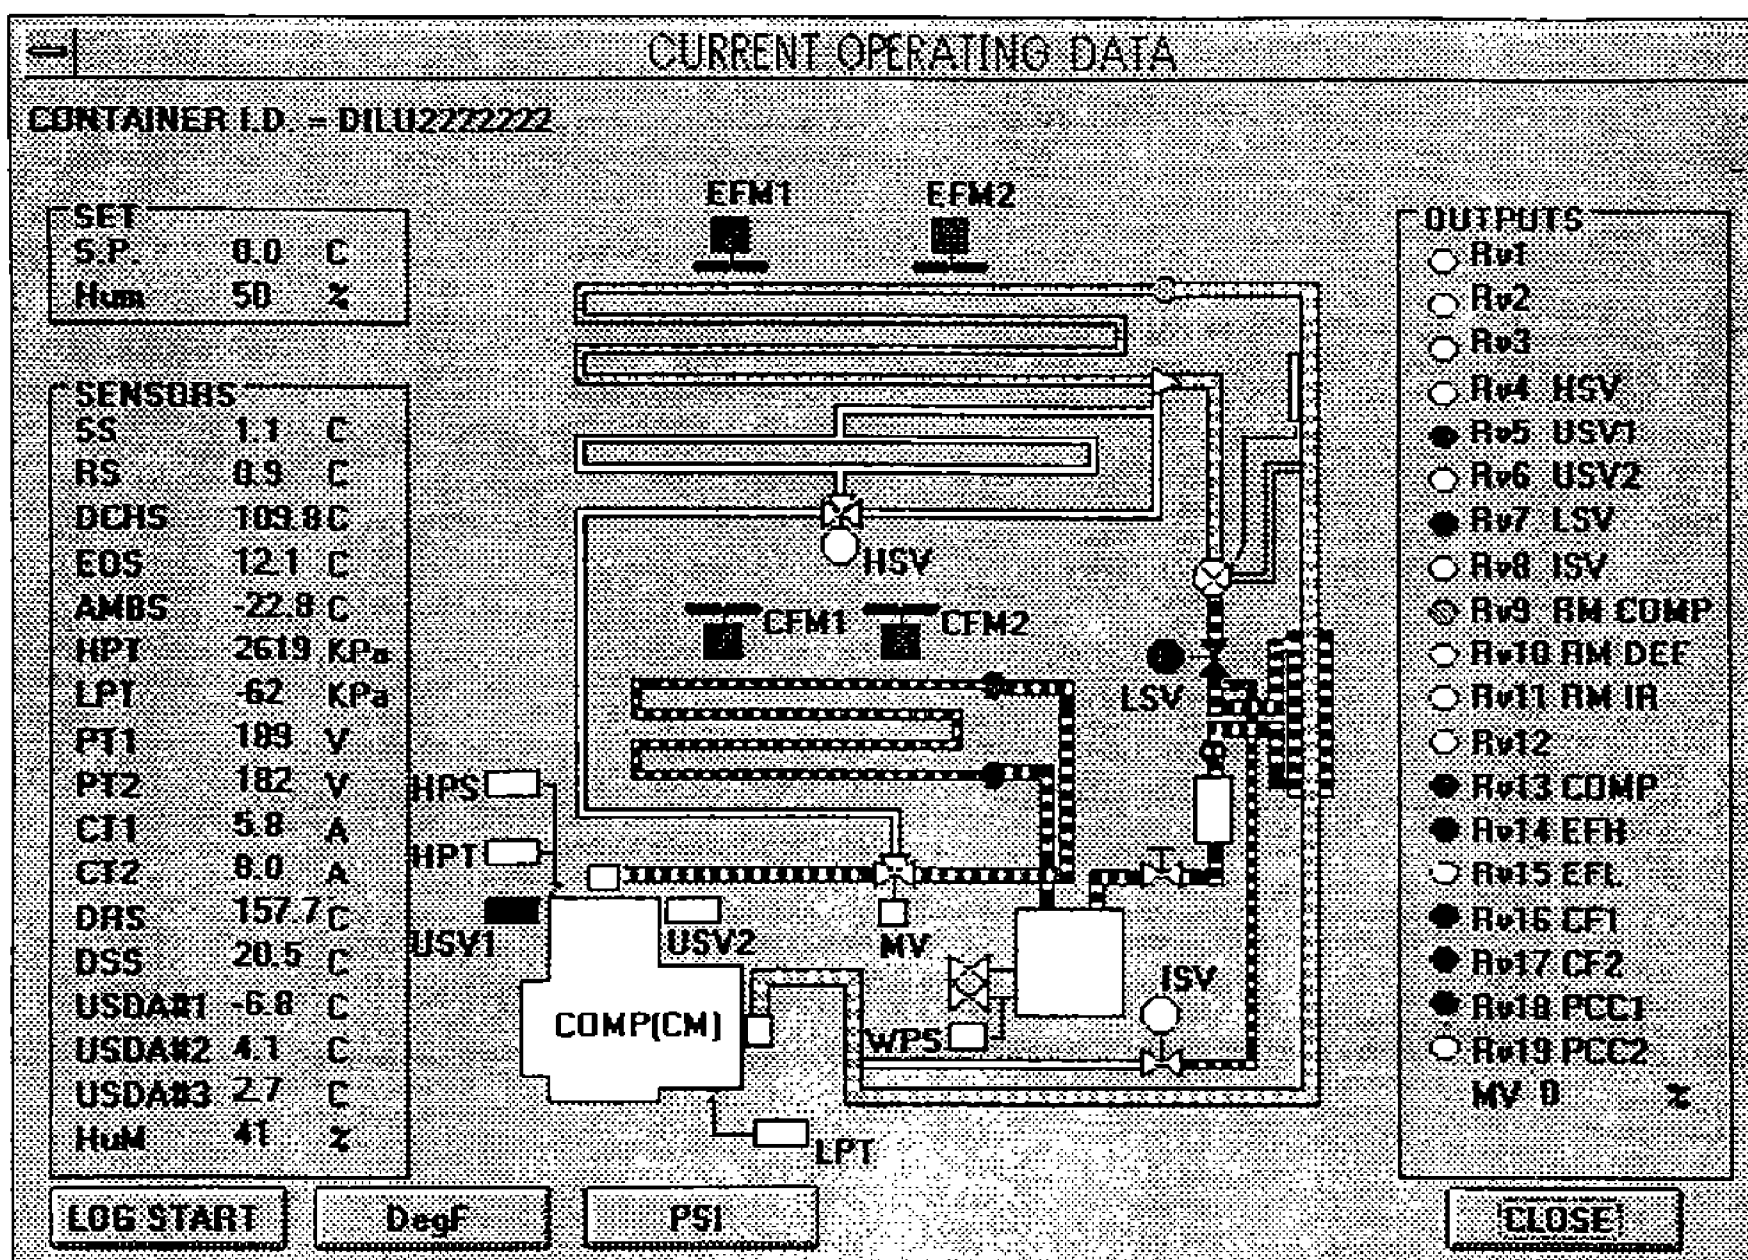 CURRENT OPERATING DATA
CONTAINER I.D. = DILU2222222
SET
S.P. 0.0 C
Hum 50 %
SENSORS
SS 1.1 C
RS 0.9 C
DCHS 109.8 C
EOS 12.1 C
AMBS -22.8 C
HPT 2619 KPa
LPT -62 KPa
PT1 189 V
PT2 182 V
CT1 5.8 A
CT2 8.0 A
DRS 157.7 C
DSS 20.5 C
USDA#1 -6.8 C
USDA#2 4.1 C
USDA#3 2.7 C
HuM 41 %
EFM1 EFM2
HSV
CFM1 CFM2
LSV
HPS
HPT
USV1 USV2 MV
ISV
COMP(CM) WPS
LPT
OUTPUTS
Rv1
Rv2
Rv3
Rv4 HSV
Rv5 USV1
Rv6 USV2
Rv7 LSV
Rv8 ISV
Rv9 RM COMP
Rv10 RM DEF
Rv11 RM IR
Rv12
Rv13 COMP
Rv14 EFH
Rv15 EFL
Rv16 CF1
Rv17 CF2
Rv18 PCC1
Rv19 PCC2
MV 0 %
LOG START DegF PSI CLOSE